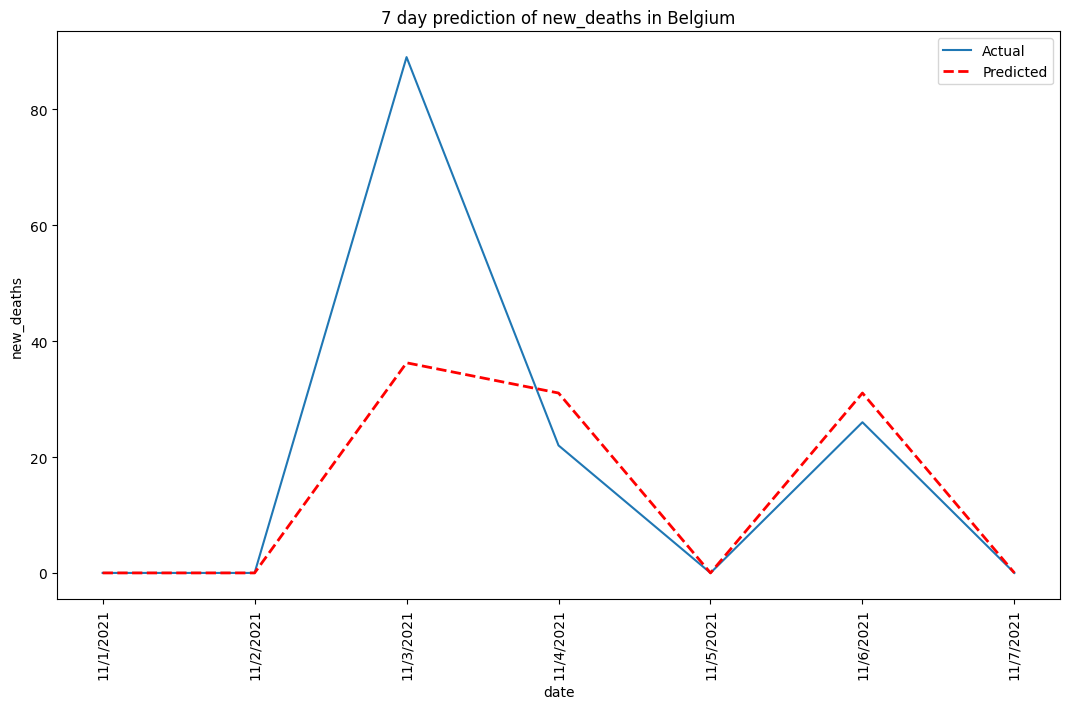 7 day prediction of new_deaths in Belgium
Actual
Predicted
new_deaths
80
60
40
20
0
11/1/2021
11/2/2021
11/3/2021
11/4/2021
11/5/2021
11/6/2021
11/7/2021
date